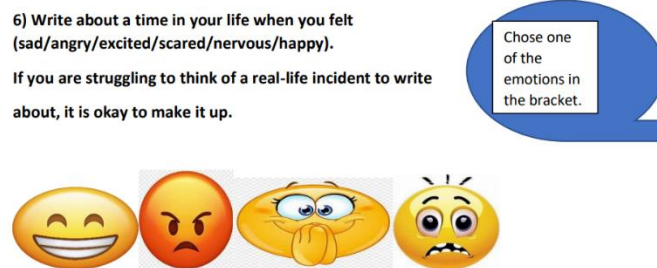 6) Write about a time in your life when you felt
(sad/angry/excited/scared/nervous/happy).
If you are struggling to think of a real-life incident to write
about, it is okay to make it up.
Chose one
of the
emotions in
the bracket.